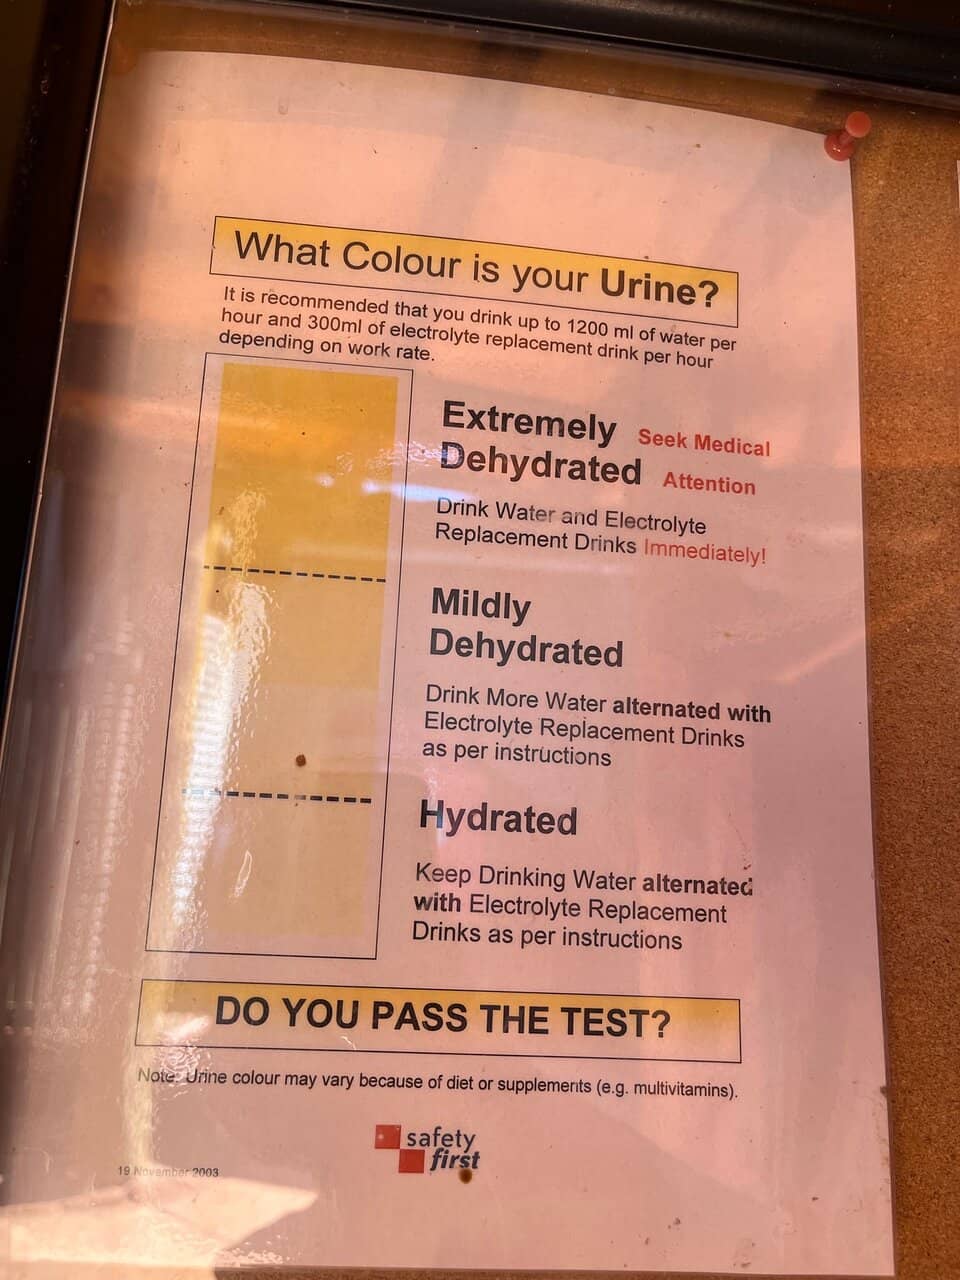 What Colour is your Urine?
It is recommended that you drink up to 1200 ml of water per
hour and 300ml of electrolyte replacement drink per hour
depending on work rate.
Extremely Seek Medical
Dehydrated Attention
Drink Water and Electrolyte
Replacement Drinks Immediately!
Mildly
Dehydrated
Drink More Water alternated with
Electrolyte Replacement Drinks
as per instructions
Hydrated
Keep Drinking Water alternated
with Electrolyte Replacement
Drinks as per instructions
DO YOU PASS THE TEST?
Note: Urine colour may vary because of diet or supplements (e.g. multivitamins).
safety
first
19 November 2003